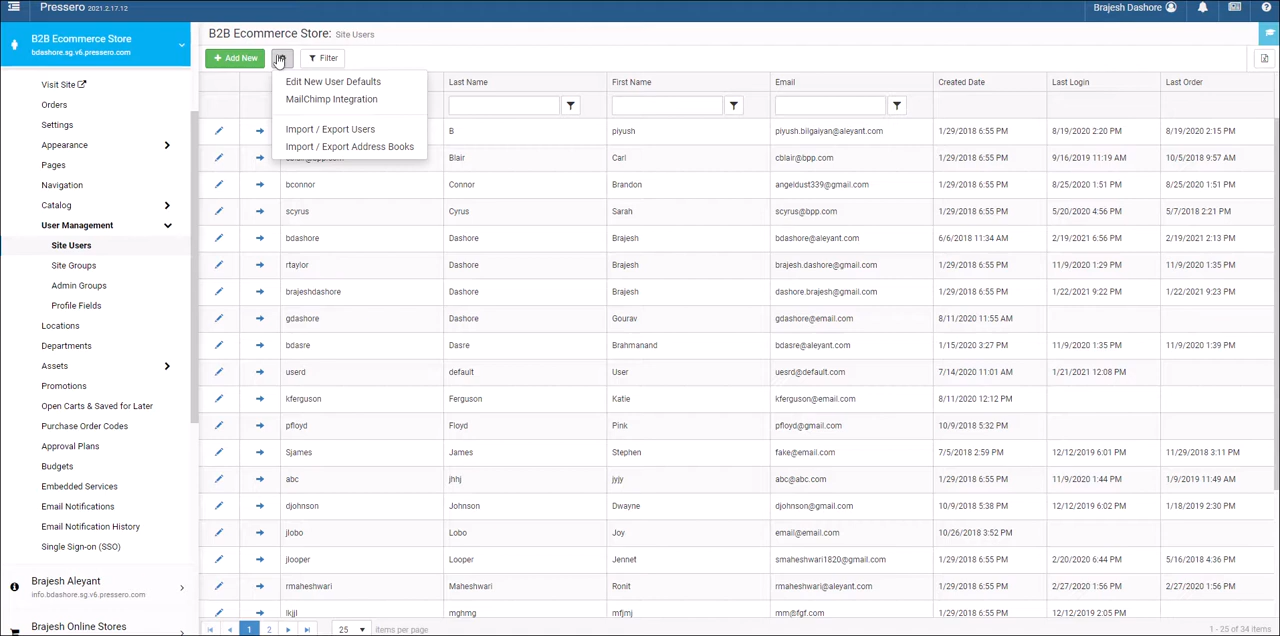 Pressero 2021.2.17.12 Brajesh Dashore
B2B Ecommerce Store
bdashore.sg.v6.pressero.com
B2B Ecommerce Store: Site Users
+ Add New Filter
Visit Site
Orders
Settings
Appearance
Pages
Navigation
Catalog
User Management
Site Users
Site Groups
Admin Groups
Profile Fields
Locations
Departments
Assets
Promotions
Open Carts & Saved for Later
Purchase Order Codes
Approval Plans
Budgets
Embedded Services
Email Notifications
Email Notification History
Single Sign-on (SSO)
Brajesh Aleyant
info.bdashore.sg.v6.pressero.com
Brajesh Online Stores
Edit New User Defaults
MailChimp Integration
Import / Export Users
Import / Export Address Books
Last Name First Name Email Created Date Last Login Last Order
B piyush piyush.bilgaiyan@aleyant.com 1/29/2018 6:55 PM 8/19/2020 2:20 PM 8/19/2020 2:15 PM
cblair@bpp.com Blair Cari cblair@bpp.com 1/29/2018 6:55 PM 9/16/2019 11:19 AM 10/5/2018 9:57 AM
bconnor Connor Brandon angeldust339@gmail.com 1/29/2018 6:55 PM 8/25/2020 1:51 PM 8/25/2020 1:51 PM
scyrus Cyrus Sarah scyrus@bpp.com 1/29/2018 6:55 PM 5/20/2020 4:56 PM 5/7/2018 2:21 PM
bdashore Dashore Brajesh bdashore@aleyant.com 6/6/2018 11:34 AM 2/19/2021 6:56 PM 2/19/2021 2:13 PM
rtaylor Dashore Brajesh brajesh.dashore@gmail.com 1/29/2018 6:55 PM 11/9/2020 1:29 PM 11/9/2020 1:35 PM
brajeshdashore Dashore Brajesh dashore.brajesh@gmail.com 1/29/2018 6:55 PM 1/22/2021 9:22 PM 1/22/2021 9:23 PM
gdashore Dashore Gourav gdashore@email.com 8/11/2020 11:55 AM
bdasre Dasre Brahmanand bdasre@aleyant.com 1/15/2020 3:27 PM 11/9/2020 1:35 PM 11/9/2020 1:39 PM
userd default User uesrd@default.com 7/14/2020 11:01 AM 1/21/2021 12:08 PM
kferguson Ferguson Katie kferguson@email.com 8/11/2020 12:12 PM
pfloyd Floyd Pink pfloyd@gmail.com 10/9/2018 5:32 PM
Sjames James Stephen fake@email.com 7/5/2018 2:59 PM 12/12/2019 6:01 PM 11/29/2018 3:11 PM
abc jhhj jyjy abc@abc.com 1/29/2018 6:55 PM 11/9/2020 1:44 PM 1/9/2019 11:49 AM
djohnson Johnson Dwayne djohnson@gmail.com 10/9/2018 5:38 PM 12/12/2019 6:02 PM 1/18/2019 2:30 PM
jlobo Lobo Joy email@email.com 10/26/2018 3:52 PM
jlooper Looper Jennet smaheshwari1820@gmail.com 1/29/2018 6:55 PM 2/20/2020 6:44 PM 5/16/2018 4:36 PM
rmaheshwari Maheshwari Ronit rmaheshwari@aleyant.com 1/29/2018 6:55 PM 2/27/2020 1:56 PM 2/27/2020 1:56 PM
lkjjl mghmg mfjmj mm@fgf.com 1/29/2018 6:55 PM 12/12/2019 2:05 PM
1 2 25 items per page 1 - 25 of 34 items